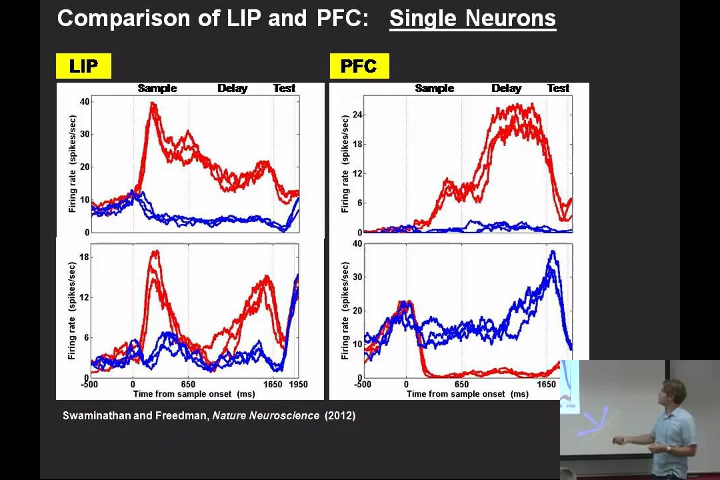 Comparison of LIP and PFC: Single Neurons
LIP
PFC
Sample Delay Test
Sample Delay Test
Firing rate (spikes/sec)
40
30
20
10
0
Firing rate (spikes/sec)
24
18
12
6
0
Firing rate (spikes/sec)
18
12
6
0
-500 0 650 1650 1950
Time from sample onset (ms)
Firing rate (spikes/sec)
40
30
20
10
0
-500 0 650 1650
Time from sample onset (ms)
Swaminathan and Freedman, Nature Neuroscience (2012)